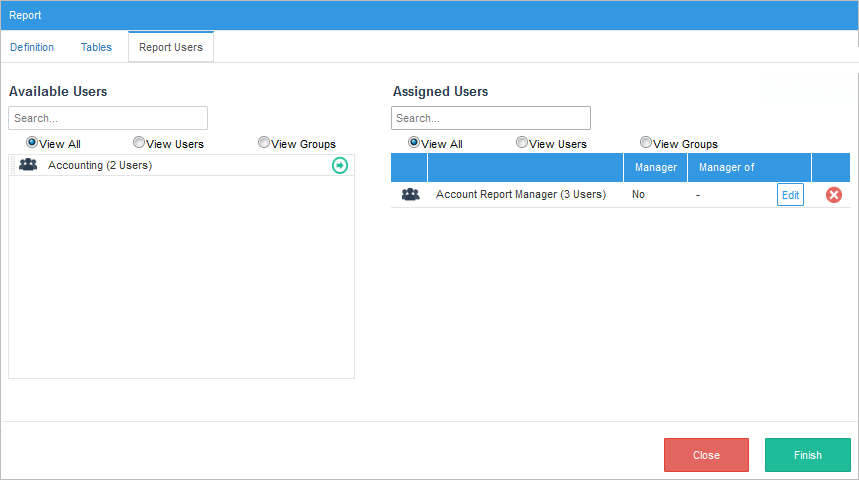 Report
Definition Tables Report Users
Available Users
Search...
View All View Users View Groups
Accounting (2 Users)
Assigned Users
Search...
View All View Users View Groups
Manager Manager of
Account Report Manager (3 Users) No - Edit
Close Finish